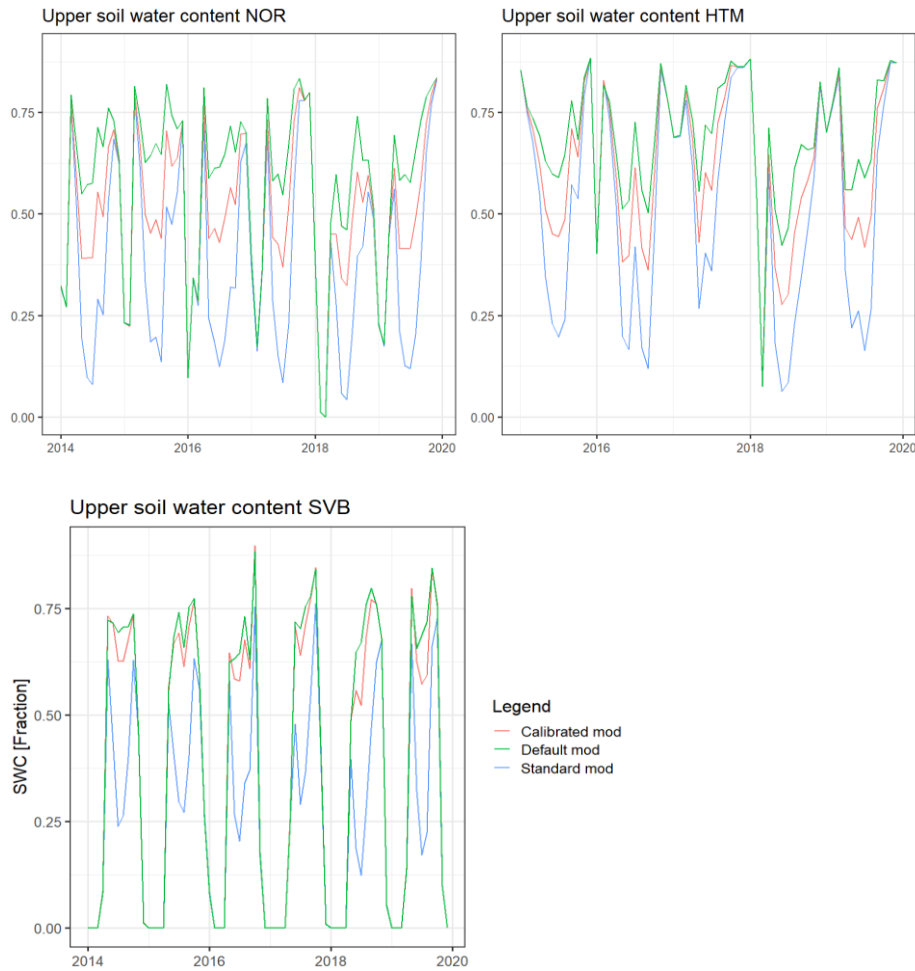 Upper soil water content NOR
0.75
0.50
0.25
0.00
2014
2016
2018
2020
Upper soil water content HTM
0.75
0.50
0.25
0.00
2016
2018
2020
Upper soil water content SVB
SWC [Fraction]
0.75
0.50
0.25
0.00
2014
2016
2018
2020
Legend
Calibrated mod
Default mod
Standard mod